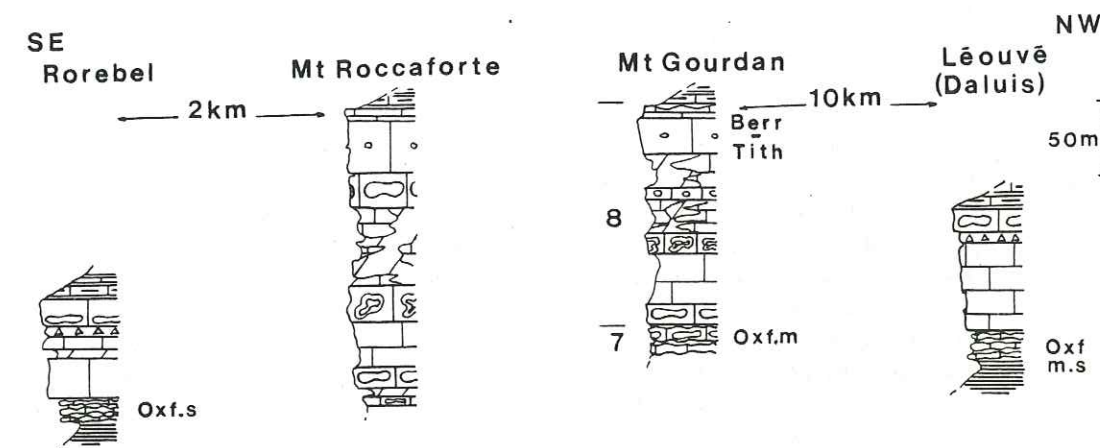 SE
NW
Rorebel
Mt Roccaforte
Mt Gourdan
Léouvé
(Daluis)
2km
10km
50m
Berr
-
Tith
8
7
Oxf.m
Oxf
m.s
Oxf.s